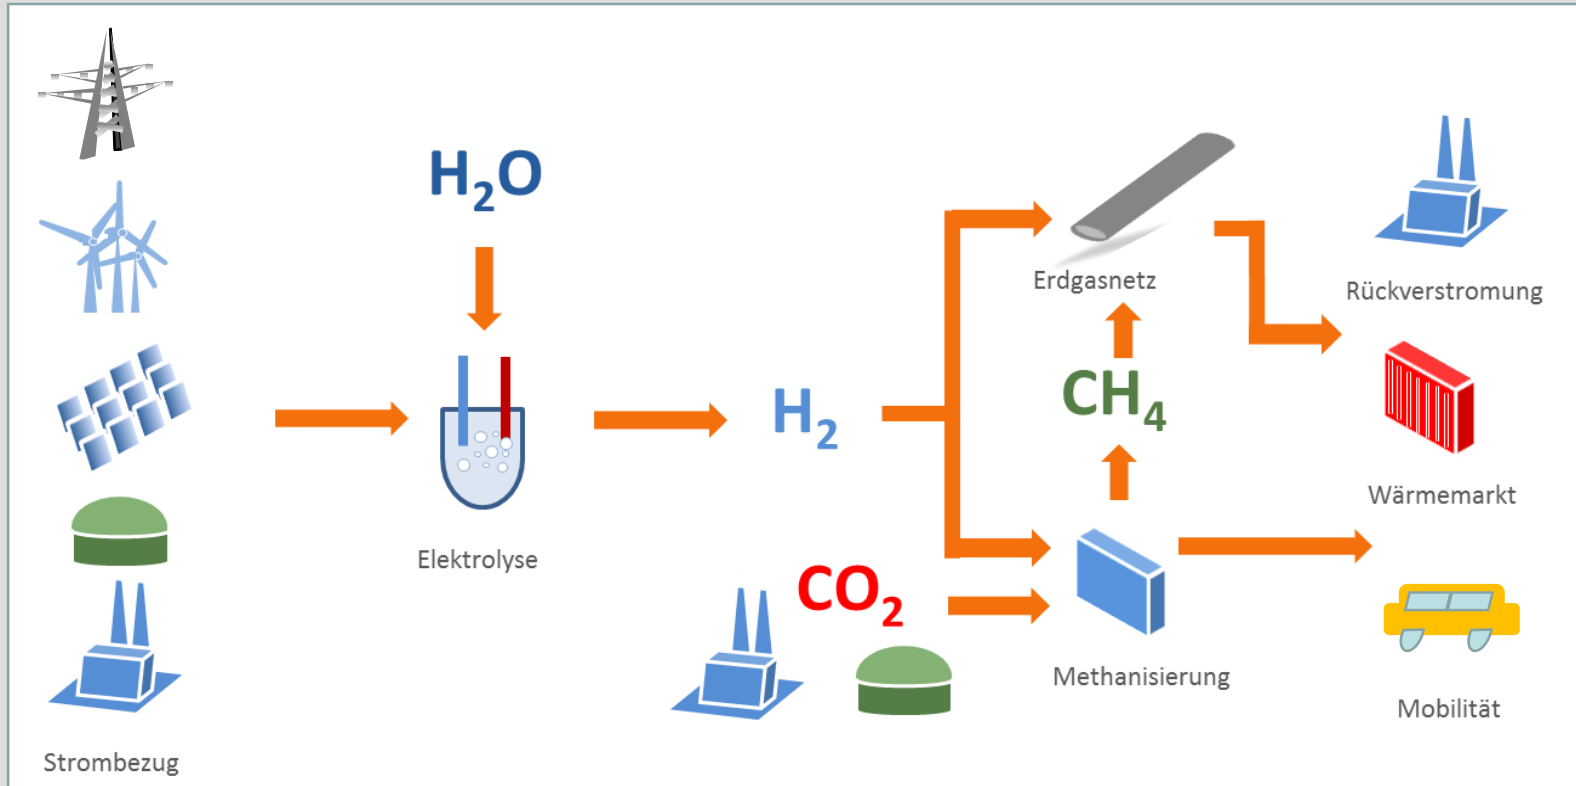 H₂O
Erdgasnetz
Rückverstromung
H₂
CH₄
Wärmemarkt
Elektrolyse
CO₂
Methanisierung
Mobilität
Strombezug